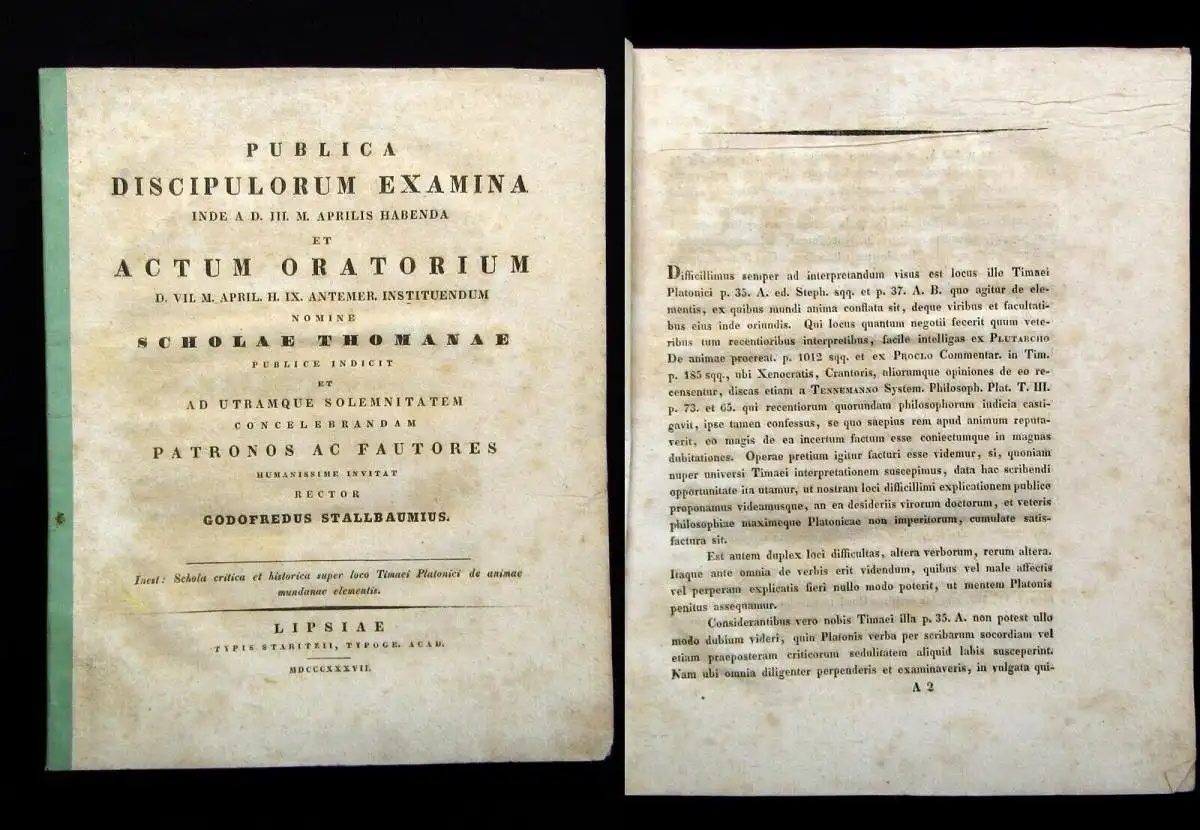 PUBLICA
DISCIPULORUM EXAMINA
INDE A D. III. M. APRILIS HABENDA
ET
ACTUM ORATORIUM
D. VII. M. APRIL. H. IX. ANTEMER. INSTITUENDUM
NOMINE
SCHOLAE THOMANAE
PUBLICE INDICIT
ET
AD UTRAMQUE SOLEMNITATEM
CONCELEBRANDAM
PATRONOS AC FAUTORES
HUMANISSIME INVITAT
RECTOR
GODOFREDUS STALLBAUMIUS.
Inest: Schola critica et historica super loco Timaei Platonici de animae
mundanae elementis.
LIPSIAE
TYPIS STARITZII, TYPOGR. ACAD.
MDCCCXXXVII.
Difficillimus semper ad interpretandum visus est locus ille Timaei
Platonici p. 35. A. ed. Steph. sqq. et p. 37. A. B. quo agitur de ele-
mentis, ex quibus mundi anima conflata sit, deque viribus et facultati-
bus eius inde oriundis. Qui locus quantum negotii fecerit quum vete-
ribus tum recentioribus interpretibus, facile intelligas ex PLUTARCHO
De animae procreat. p. 1012 sqq. et ex PROCLO Commentar. in Tim.
p. 185 sqq., ubi Xenocratis, Crantoris, aliorumque opiniones de eo re-
censentur, discas etiam a TENNEMANNO System. Philosoph. Plat. T. III.
p. 73. et 65. qui recentiorum quorundam philosophorum iudicia casti-
gavit, ipse tamen confessus, se quo saepius rem apud animum reputa-
verit, eo magis de ea incertum factum esse coniectumque in magnas
dubitationes. Operae pretium igitur facturi esse videmur, si, quoniam
nuper universi Timaei interpretationem suscepimus, data hac scribendi
opportunitate ita utamur, ut nostram loci difficillimi explicationem publice
proponamus videamusque, an ea desideriis virorum doctorum, et veteris
philosophiae maximeque Platonicae non imperitorum, cumulate satis-
factura sit.
Est autem duplex loci difficultas, altera verborum, rerum altera.
Itaque ante omnia de verbis erit videndum, quibus vel male affectis
vel perperam explicatis fieri nullo modo poterit, ut mentem Platonis
penitus assequamur.
Considerantibus vero nobis Timaei illa p. 35. A. non potest ullo
modo dubium videri, quin Platonis verba per scribarum socordiam vel
etiam praeposteram criticorum sedulitatem aliquid labis susceperint.
Nam ubi omnia diligenter perpenderis et examinaveris, in vulgata qui-
A 2